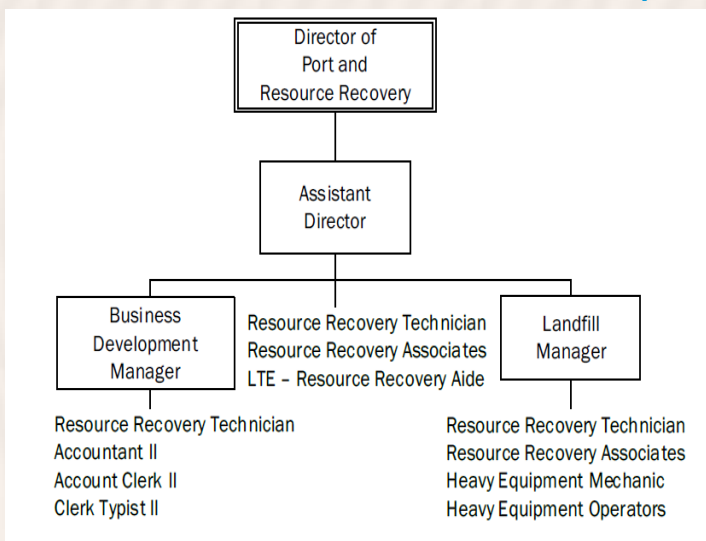 Director of
Port and
Resource Recovery
Assistant
Director
Business
Development
Manager
Resource Recovery Technician
Resource Recovery Associates
LTE – Resource Recovery Aide
Landfill
Manager
Resource Recovery Technician
Accountant II
Account Clerk II
Clerk Typist II
Resource Recovery Technician
Resource Recovery Associates
Heavy Equipment Mechanic
Heavy Equipment Operators